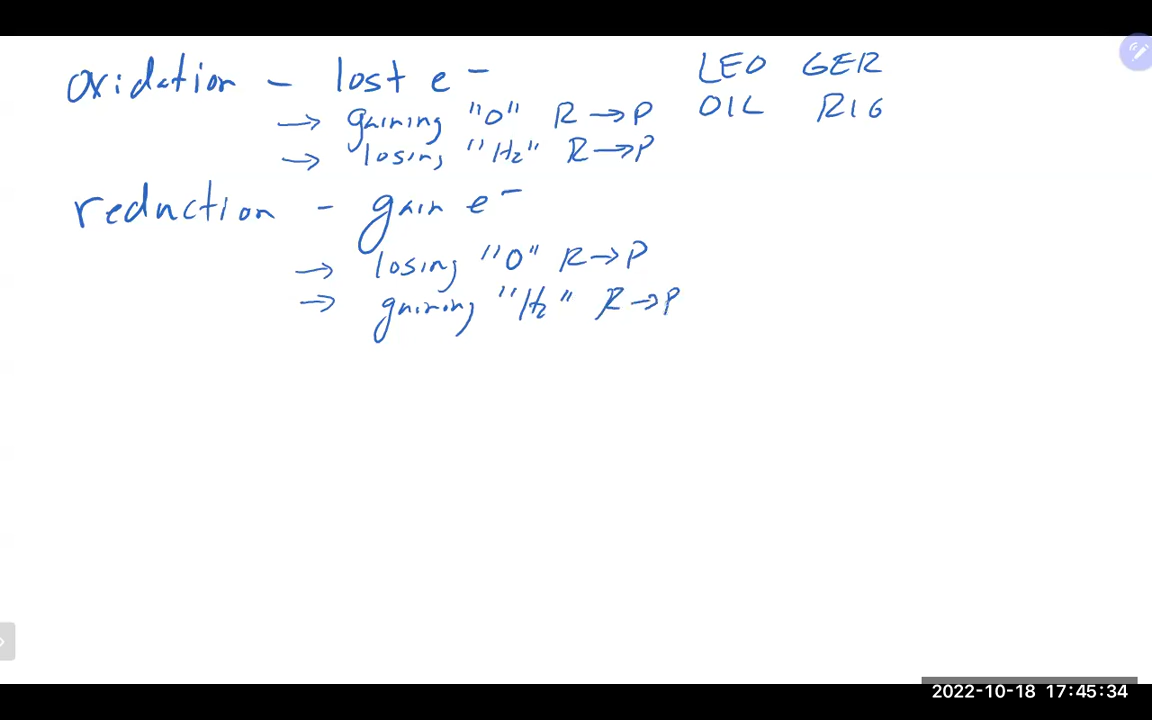 oxidation - lost e⁻ LEO GER
→ gaining "O" R → P OIL RIG
→ losing "H₂" R → P
reduction - gain e⁻
→ losing "O" R → P
→ gaining "H₂" R → P
2022-10-18 17:45:34